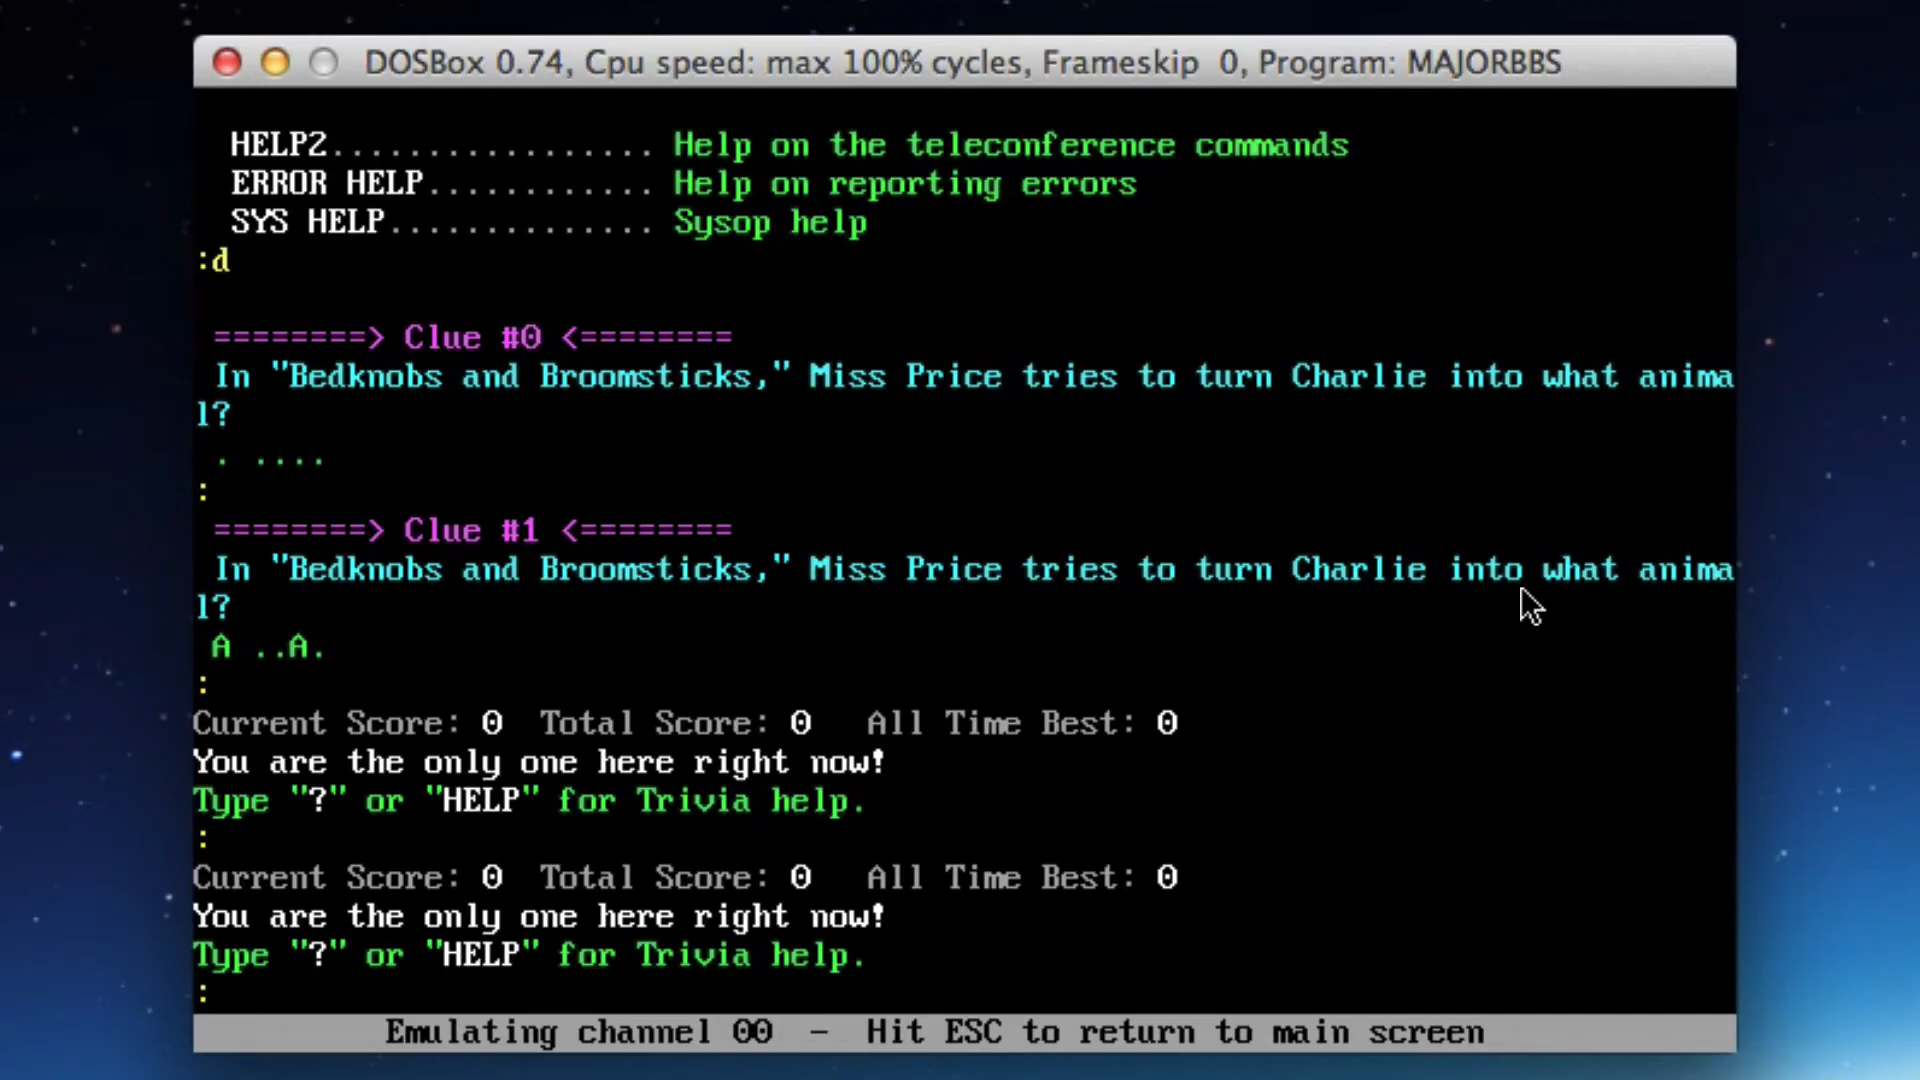 DOSBox 0.74, Cpu speed: max 100% cycles, Frameskip 0, Program: MAJORBBS
HELP2................. Help on the teleconference commands
ERROR HELP............ Help on reporting errors
SYS HELP.............. Sysop help
:d
========> Clue #0 <========
In "Bedknobs and Broomsticks," Miss Price tries to turn Charlie into what anima
l?
. ....
:
========> Clue #1 <========
In "Bedknobs and Broomsticks," Miss Price tries to turn Charlie into what anima
l?
A ..A.
:
Current Score: 0 Total Score: 0 All Time Best: 0
You are the only one here right now!
Type "?" or "HELP" for Trivia help.
:
Current Score: 0 Total Score: 0 All Time Best: 0
You are the only one here right now!
Type "?" or "HELP" for Trivia help.
:
Emulating channel 00 - Hit ESC to return to main screen